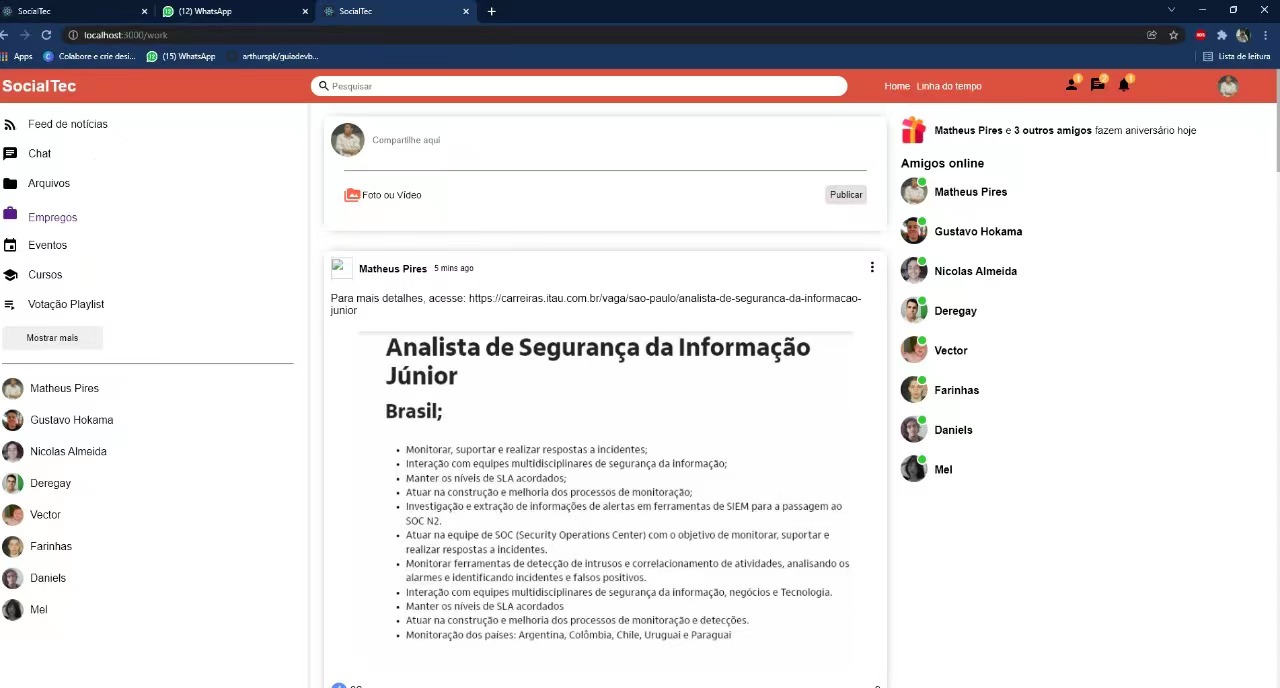 SocialTec
(12) WhatsApp
SocialTec
localhost:3000/work
Apps
Colabore e crie desi...
(15) WhatsApp
arthurspk/guiadevb...
Lista de leitura
SocialTec
Pesquisar
Home Linha do tempo
Feed de notícias
Chat
Arquivos
Empregos
Eventos
Cursos
Votação Playlist
Mostrar mais
Matheus Pires
Gustavo Hokama
Nicolas Almeida
Deregay
Vector
Farinhas
Daniels
Mel
Compartilhe aqui
Foto ou Vídeo
Publicar
Matheus Pires 5 mins ago
Para mais detalhes, acesse: https://carreiras.itau.com.br/vaga/sao-paulo/analista-de-seguranca-da-informacao-
junior
Analista de Segurança da Informação
Júnior
Brasil;
• Monitorar, suportar e realizar respostas a incidentes;
• Interação com equipes multidisciplinares de segurança da informação;
• Manter os níveis de SLA acordados;
• Atuar na construção e melhoria dos processos de monitoração;
• Investigação e extração de informações de alertas em ferramentas de SIEM para a passagem ao
SOC N2.
• Atuar na equipe de SOC (Security Operations Center) com o objetivo de monitorar, suportar e
realizar respostas a incidentes.
• Monitorar ferramentas de detecção de intrusos e correlacionamento de atividades, analisando os
alarmes e identificando incidentes e falsos positivos.
• Interação com equipes multidisciplinares de segurança da informação, negócios e Tecnologia.
• Manter os níveis de SLA acordados
• Atuar na construção e melhoria dos processos de monitoração e detecções.
• Monitoração dos países: Argentina, Colômbia, Chile, Uruguai e Paraguai
Matheus Pires e 3 outros amigos fazem aniversário hoje
Amigos online
Matheus Pires
Gustavo Hokama
Nicolas Almeida
Deregay
Vector
Farinhas
Daniels
Mel